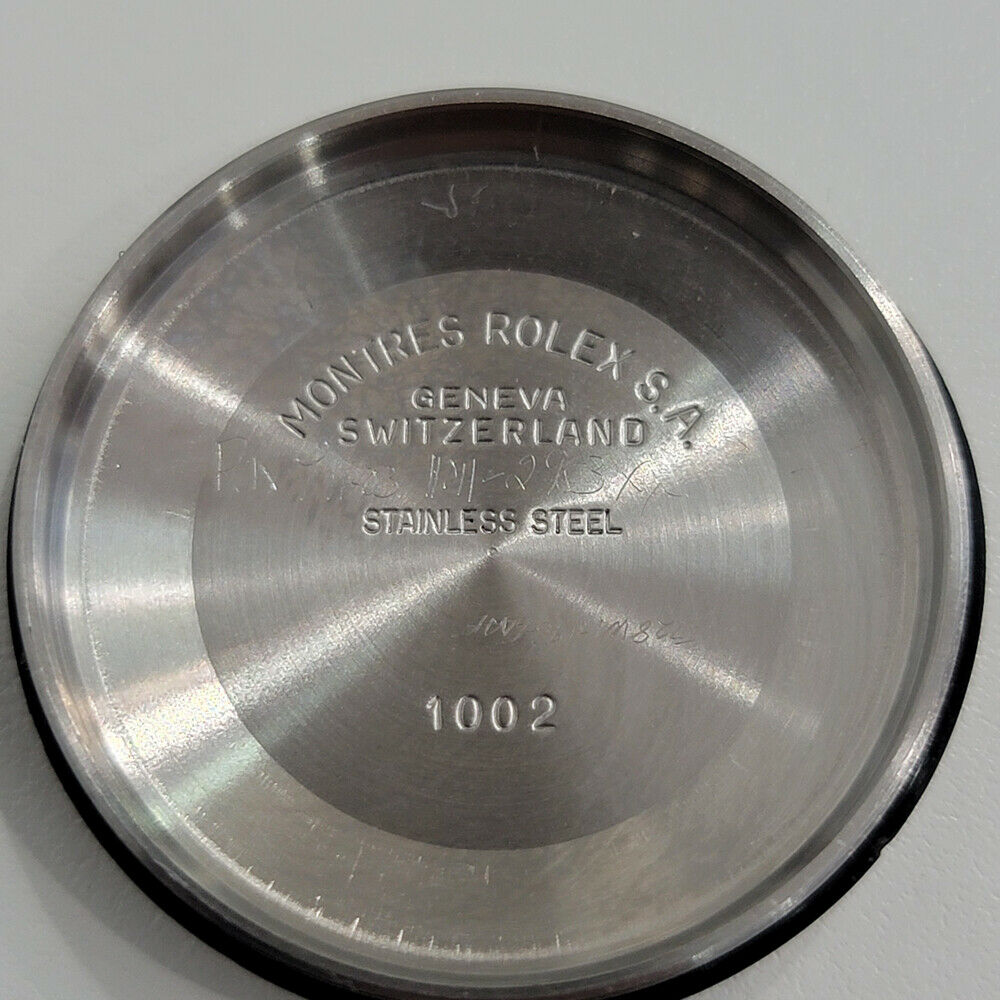 MONTRES ROLEX S.A.
GENEVA
SWITZERLAND
STAINLESS STEEL
1002